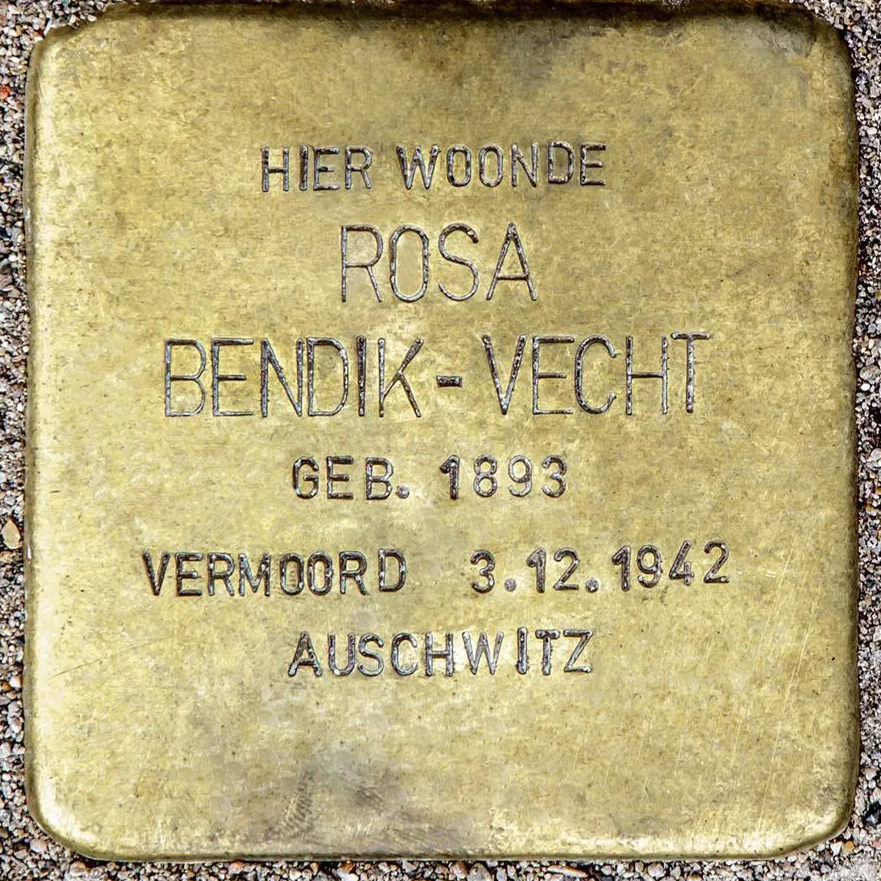 HIER WOONDE
ROSA
BENDIK - VECHT
GEB. 1893
VERMOORD 3.12.1942
AUSCHWITZ